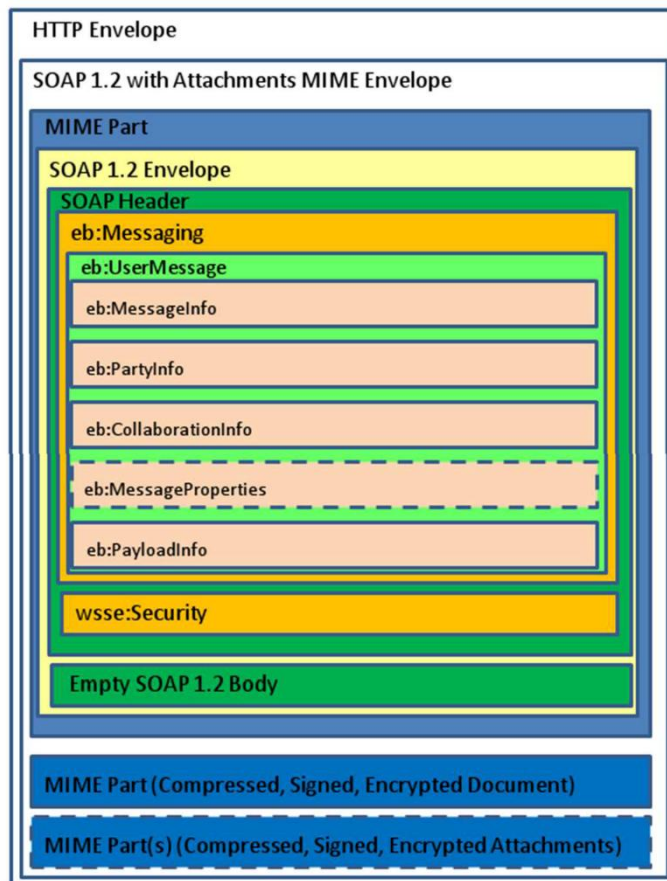 HTTP Envelope
SOAP 1.2 with Attachments MIME Envelope
MIME Part
SOAP 1.2 Envelope
SOAP Header
eb:Messaging
eb:UserMessage
eb:MessageInfo
eb:PartyInfo
eb:CollaborationInfo
eb:MessageProperties
eb:PayloadInfo
wsse:Security
Empty SOAP 1.2 Body
MIME Part (Compressed, Signed, Encrypted Document)
MIME Part(s) (Compressed, Signed, Encrypted Attachments)